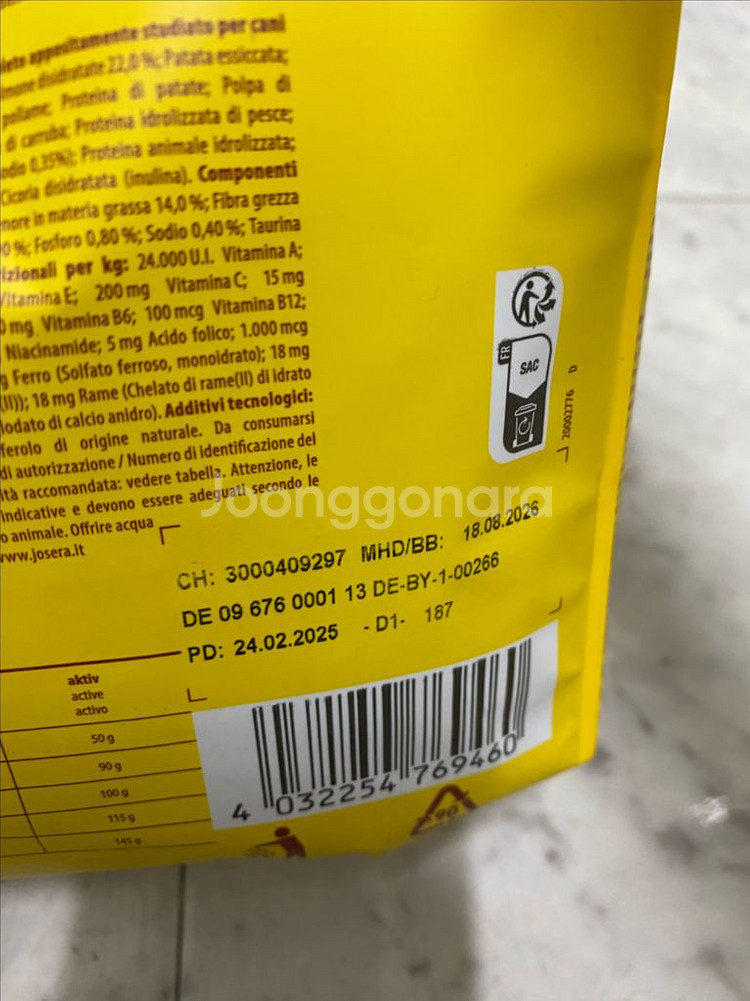 appositamente studiato per cani
disidratate 22,0 %; Patata essiccata;
pollame; Proteina di patate; Polpa di
di carruba; Proteina idrolizzata di pesce;
0,35%); Proteina animale idrolizzata;
Cicoria disidratata (inulina). Componenti
in materia grassa 14,0 %; Fibra grezza
0 %; Fosforo 0,80 %; Sodio 0,40 %; Taurina
per kg: 24.000 U.I. Vitamina A;
Vitamina E; 200 mg Vitamina C; 15 mg
mg Vitamina B6; 100 mcg Vitamina B12;
Niacinamide; 5 mg Acido folico; 1.000 mcg
Ferro (Solfato ferroso, monoidrato); 18 mg
(II)); 18 mg Rame (Chelato di rame(II) di idrato
Iodato di calcio anidro). Additivi tecnologici:
di origine naturale. Da consumarsi
di autorizzazione / Numero di identificazione del
raccomandata: vedere tabella. Attenzione, le
indicative e devono essere adeguati secondo le
animale. Offrire acqua
www.josera.it
FR
SAC
20002776 D
Joonggonara
CH: 3000409297 MHD/BB: 18.08.2026
DE 09 676 0001 13 DE-BY-1-00266
PD: 24.02.2025 - D1- 187
aktiv
active
activo
50 g
90 g
100 g
115 g
145 g
4 032254 769460
90